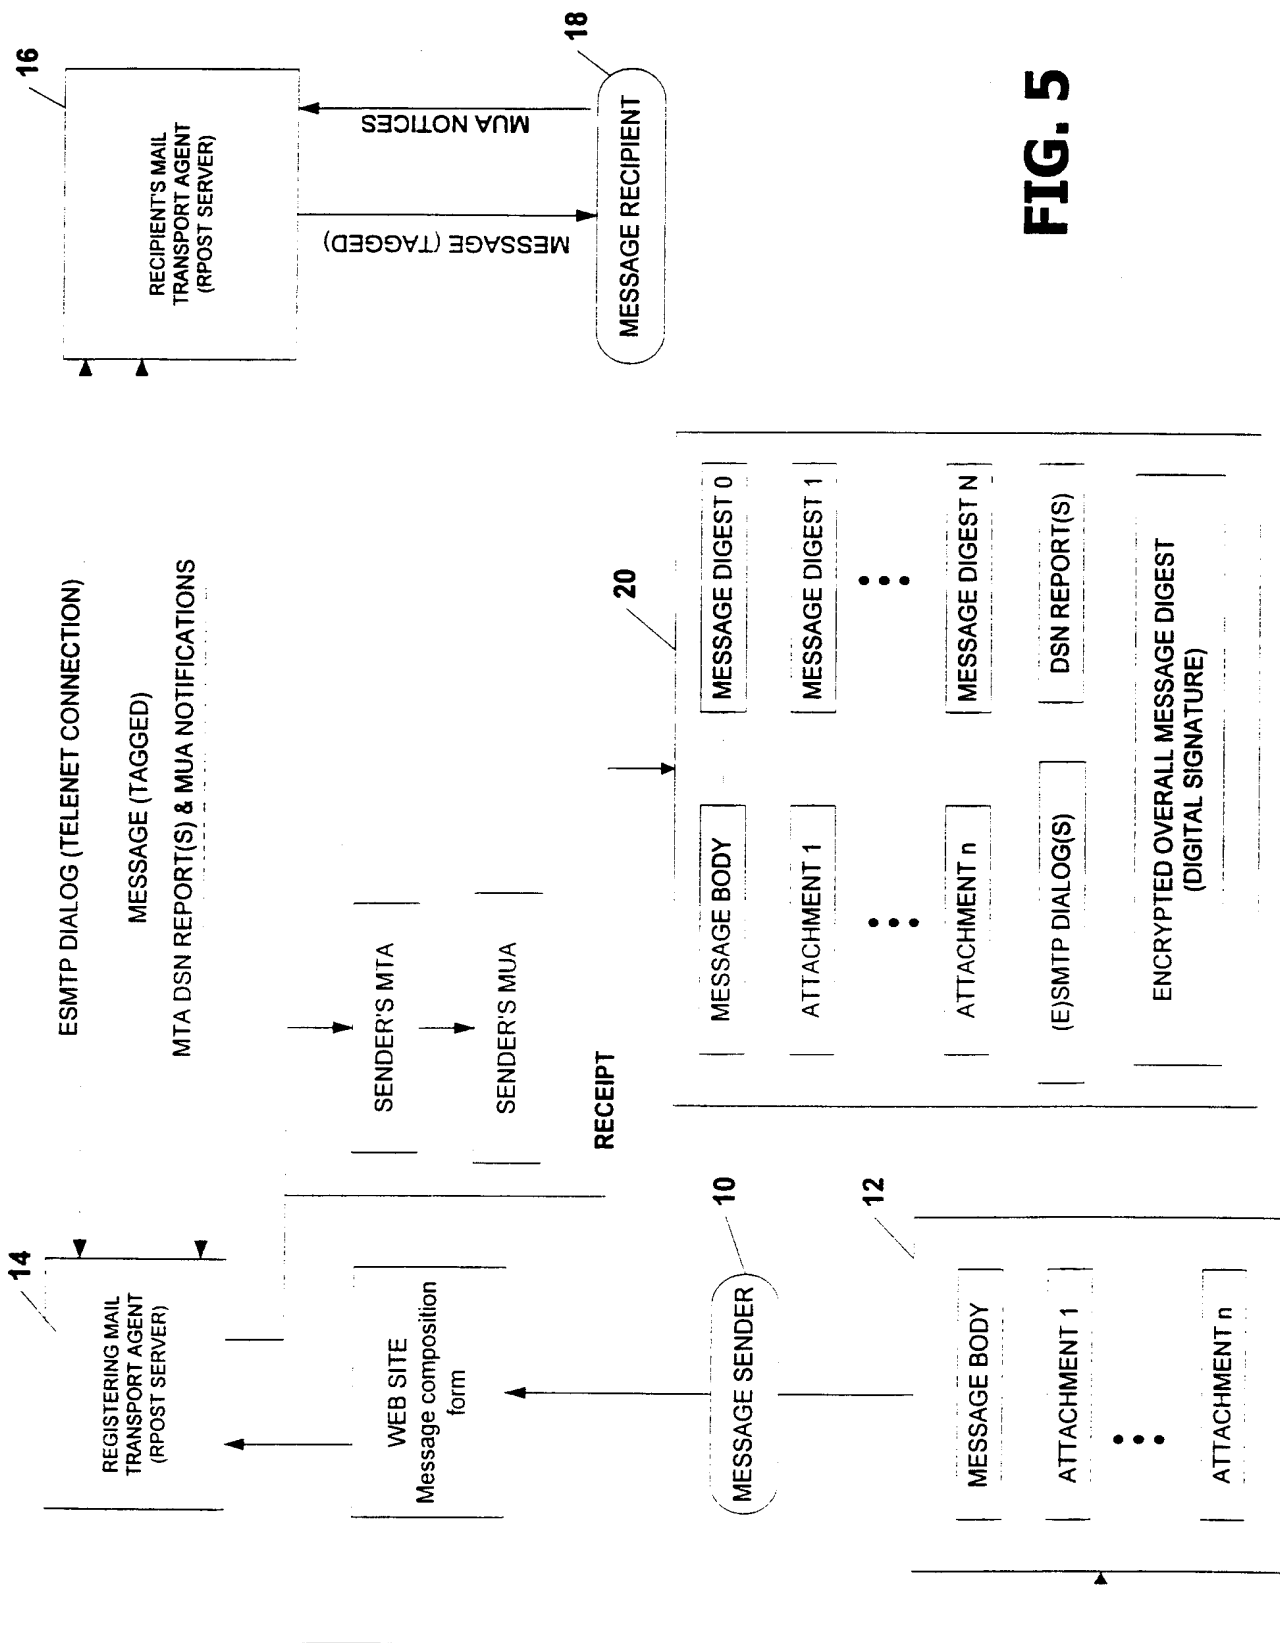 14
REGISTERING MAIL
TRANSPORT AGENT
(RPOST SERVER)
ESMTP DIALOG (TELENET CONNECTION)
MESSAGE (TAGGED)
MTA DSN REPORT(S) & MUA NOTIFICATIONS
16
RECIPIENT'S MAIL
TRANSPORT AGENT
(RPOST SERVER)
WEB SITE
Message composition
form
SENDER'S MTA
SENDER'S MUA
RECEIPT
MESSAGE (TAGGED)
MUA NOTICES
10
MESSAGE SENDER
18
MESSAGE RECIPIENT
12
MESSAGE BODY
ATTACHMENT 1
ATTACHMENT n
20
MESSAGE BODY
MESSAGE DIGEST 0
ATTACHMENT 1
MESSAGE DIGEST 1
ATTACHMENT n
MESSAGE DIGEST N
(E)SMTP DIALOG(S)
DSN REPORT(S)
ENCRYPTED OVERALL MESSAGE DIGEST
(DIGITAL SIGNATURE)
FIG. 5